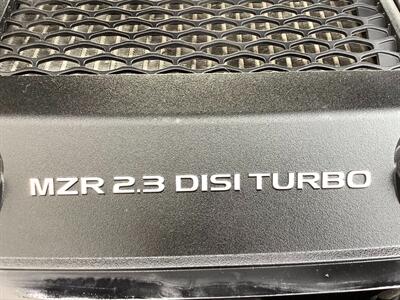 MZR 2.3 DISI TURBO